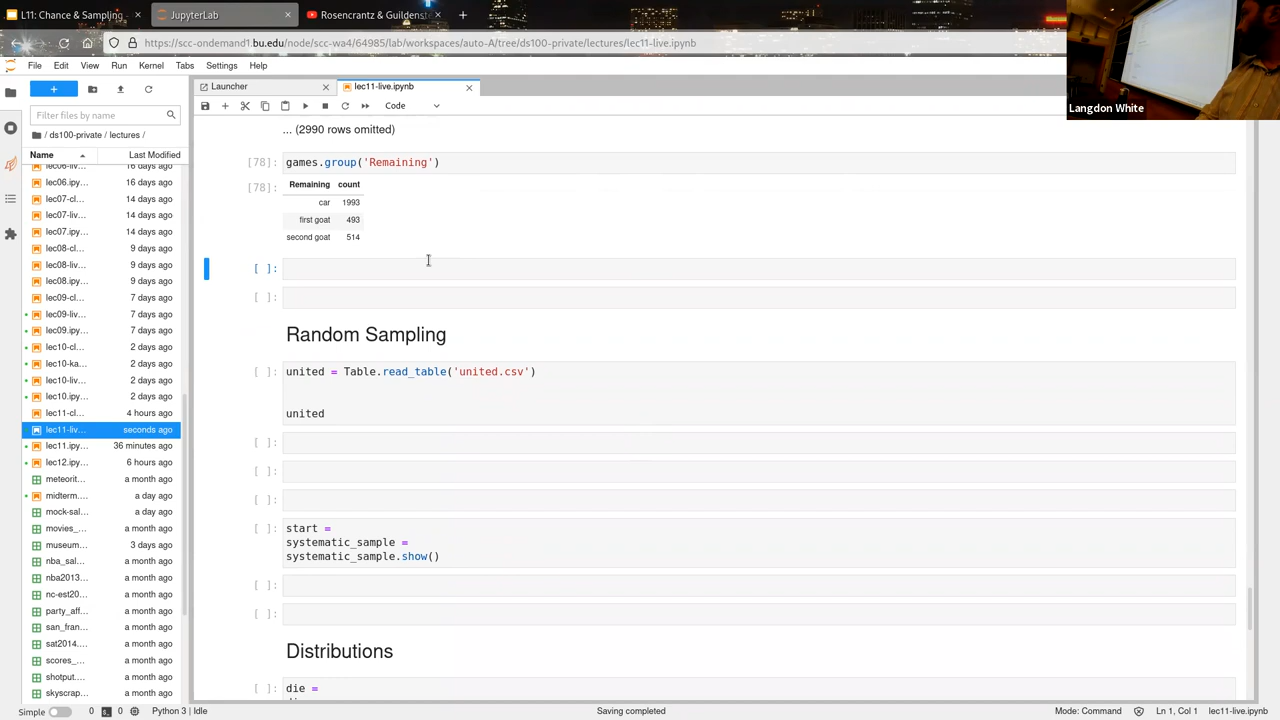 L11: Chance & Sampling -
JupyterLab
Rosencrantz & Guildenste
https://scc-ondemand1.bu.edu/node/scc-wa4/64985/lab/workspaces/auto-A/tree/ds100-private/lectures/lec11-live.ipynb
Langdon White
File Edit View Run Kernel Tabs Settings Help
Launcher
lec11-live.ipynb
Code
Filter files by name
/ ds100-private / lectures /
Name Last Modified
lec06-liv... 16 days ago
lec06.ipy... 16 days ago
lec07-cl... 14 days ago
lec07-liv... 14 days ago
lec07.ipy... 14 days ago
lec08-cl... 9 days ago
lec08-liv... 9 days ago
lec08.ipy... 9 days ago
lec09-cl... 7 days ago
lec09-liv... 7 days ago
lec09.ipy... 7 days ago
lec10-cl... 2 days ago
lec10-ka... 2 days ago
lec10-liv... 2 days ago
lec10.ipy... 2 days ago
lec11-cl... 4 hours ago
lec11-liv... seconds ago
lec11.ipy... 36 minutes ago
lec12.ipy... 6 hours ago
meteorit... a month ago
midterm.... a day ago
mock-sal... a day ago
movies_... a month ago
museum... 3 days ago
nba_sal... a month ago
nba2013... a month ago
nc-est20... a month ago
party_aff... a month ago
san_fran... a month ago
sat2014.... a month ago
scores_... a month ago
shotput.... a month ago
skyscrap... a month ago
... (2990 rows omitted)
[78]: games.group('Remaining')
[78]: Remaining count
car 1993
first goat 493
second goat 514
[ ]:
[ ]:
Random Sampling
[ ]: united = Table.read_table('united.csv')
united
[ ]:
[ ]:
[ ]:
[ ]: start =
systematic_sample =
systematic_sample.show()
[ ]:
[ ]:
Distributions
[ ]: die =
Simple 0 0 Python 3 | Idle Saving completed Mode: Command Ln 1, Col 1 lec11-live.ipynb